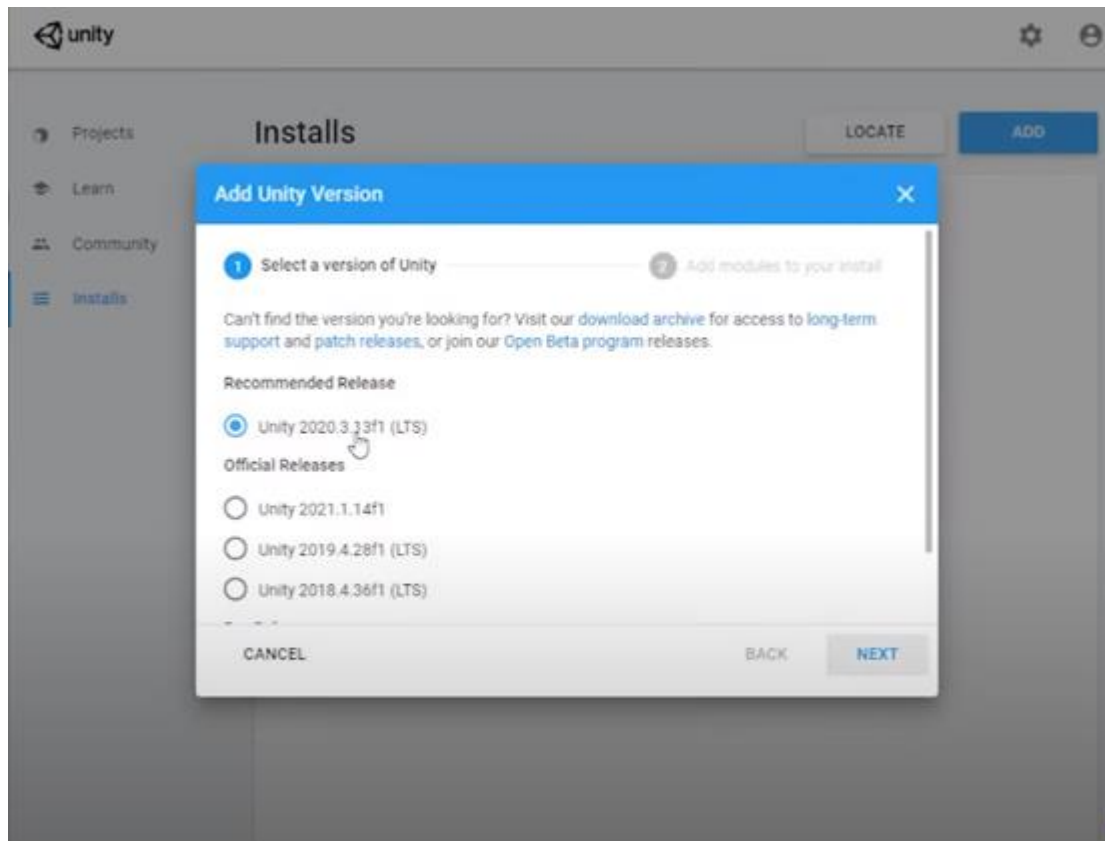 unity
Projects
Installs
LOCATE
ADD
Learn
Add Unity Version
Community
1 Select a version of Unity
2 Add modules to your install
Installs
Can't find the version you're looking for? Visit our download archive for access to long-term
support and patch releases, or join our Open Beta program releases.
Recommended Release
Unity 2020.3.13f1 (LTS)
Official Releases
Unity 2021.1.14f1
Unity 2019.4.28f1 (LTS)
Unity 2018.4.36f1 (LTS)
CANCEL
BACK
NEXT